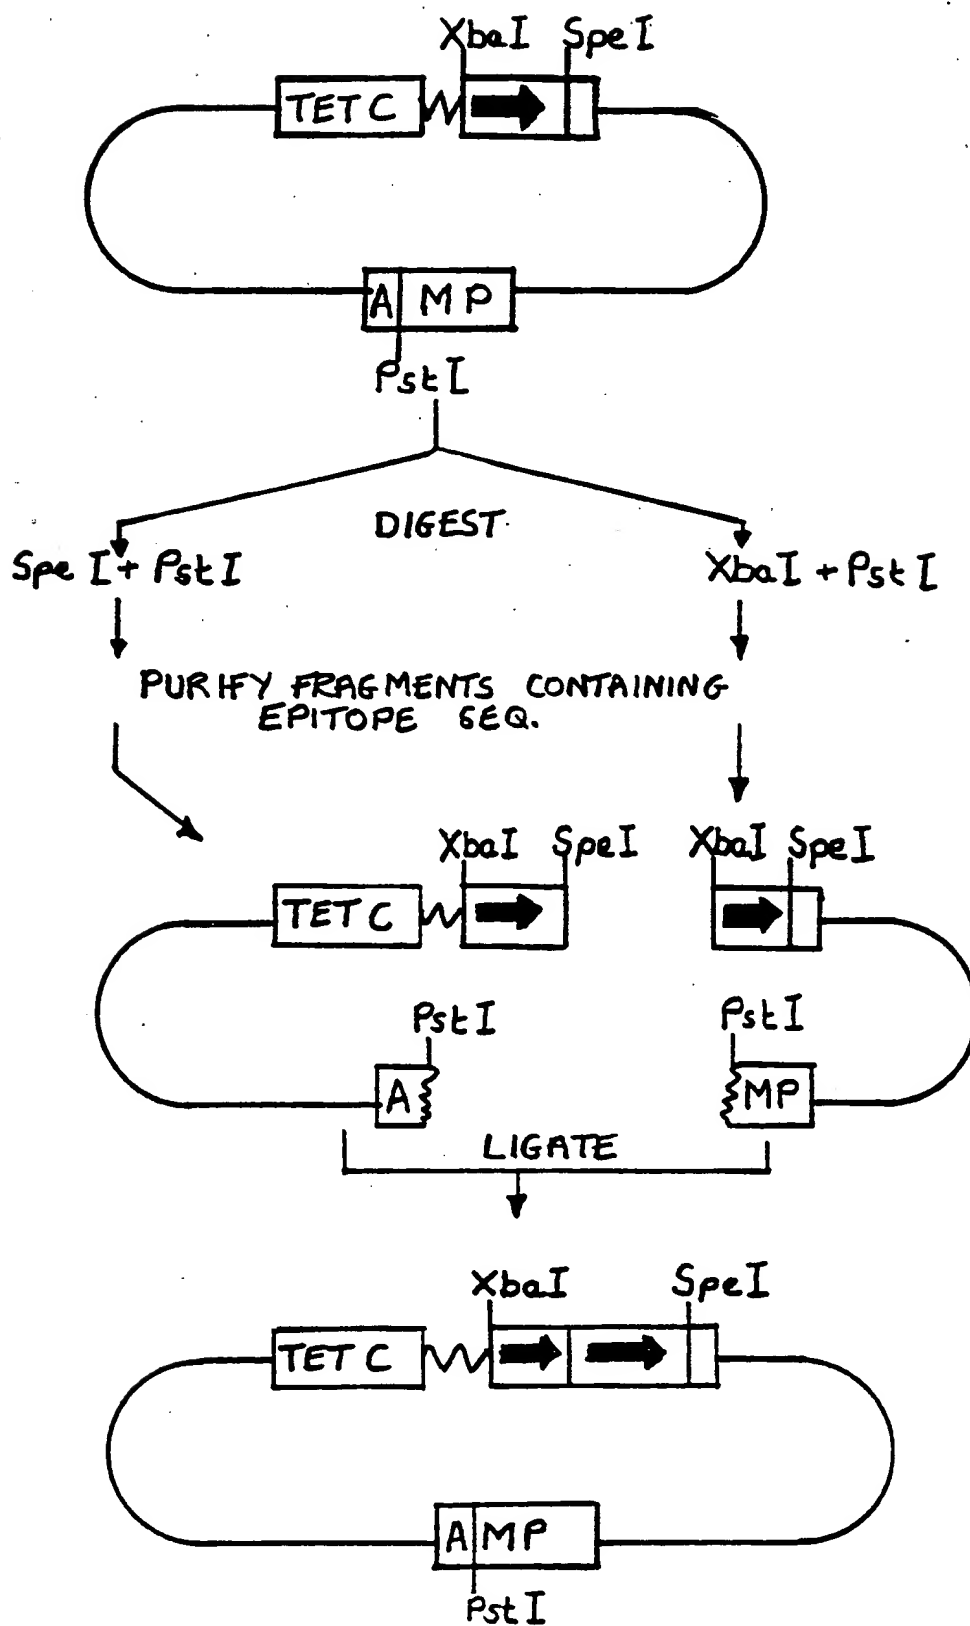 XbaI SpeI
TET C
A MP
PstI
DIGEST
SpeI + PstI XbaI + PstI
PURIFY FRAGMENTS CONTAINING
EPITOPE SEQ.
XbaI SpeI XbaI SpeI
TET C
PstI PstI
A MP
LIGATE
XbaI SpeI
TET C
A MP
PstI